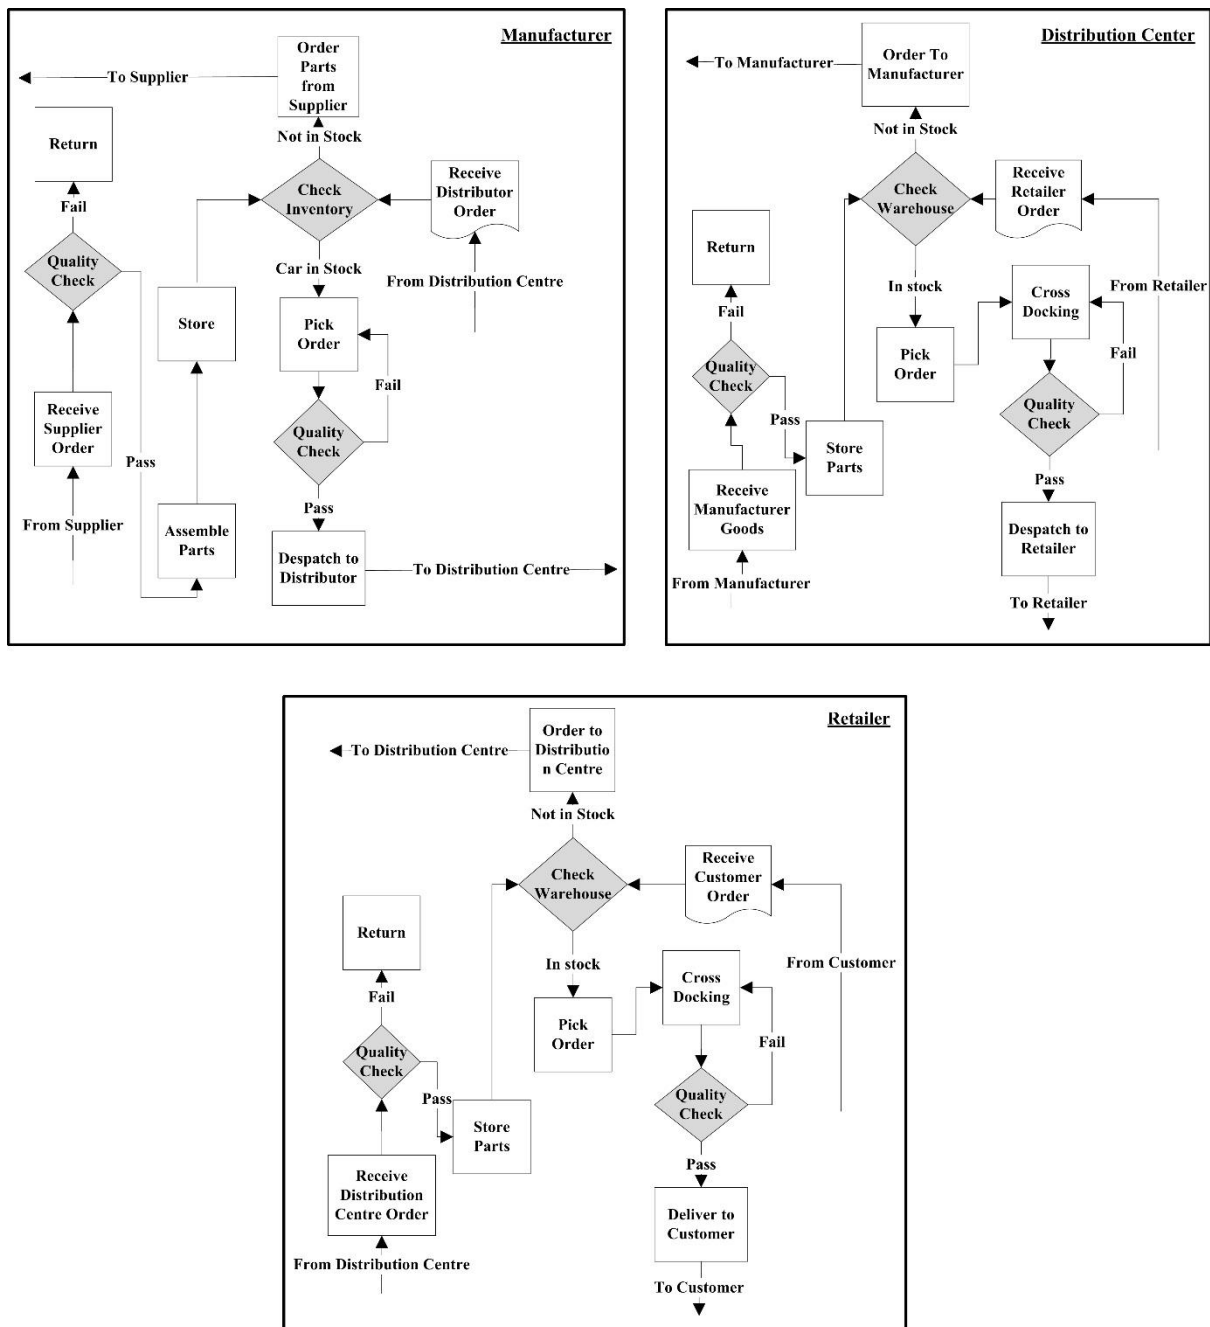 Manufacturer
Order
Parts
from
Supplier
To Supplier
Return
Not in Stock
Check
Inventory
Receive
Distributor
Order
Fail
Quality
Check
Car in Stock
From Distribution Centre
Store
Pick
Order
Fail
Receive
Supplier
Order
Quality
Check
Pass
Pass
From Supplier
Assemble
Parts
Despatch to
Distributor
To Distribution Centre
Distribution Center
Order To
Manufacturer
To Manufacturer
Not in Stock
Check
Warehouse
Receive
Retailer
Order
Return
In stock
Cross
Docking
From Retailer
Fail
Pick
Order
Fail
Quality
Check
Quality
Check
Pass
Store
Parts
Receive
Manufacturer
Goods
Pass
Despatch to
Retailer
From Manufacturer
To Retailer
Retailer
Order to
Distributio
n Centre
To Distribution Centre
Not in Stock
Check
Warehouse
Receive
Customer
Order
Return
In stock
Cross
Docking
From Customer
Fail
Pick
Order
Fail
Quality
Check
Pass
Quality
Check
Store
Parts
Receive
Distribution
Centre Order
Pass
Deliver to
Customer
From Distribution Centre
To Customer